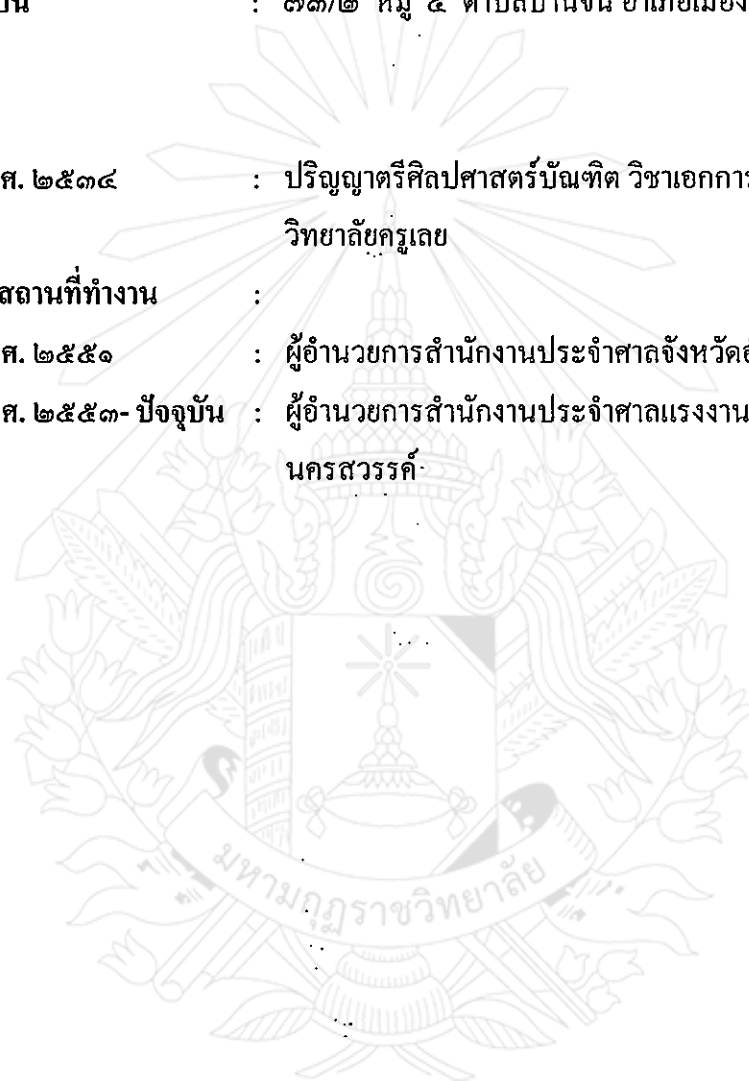 : ๗๓/๒ หมู่ ๔ ตำบลป่านจีน อำเภอเมือง
ศ. ๒๕๓๔ : ปริญญาตรีศิลปศาสตร์บัณฑิต วิชาเอกการ
วิทยาลัยครูเลย
สถานที่ทำงาน :
ศ. ๒๕๕๑ : ผู้อำนวยการสำนักงานประจำศาลจังหวัด
ศ. ๒๕๕๓- ปัจจุบัน : ผู้อำนวยการสำนักงานประจำศาลแรงงาน
นครสวรรค์
มหามกุฏราชวิทยาลัย